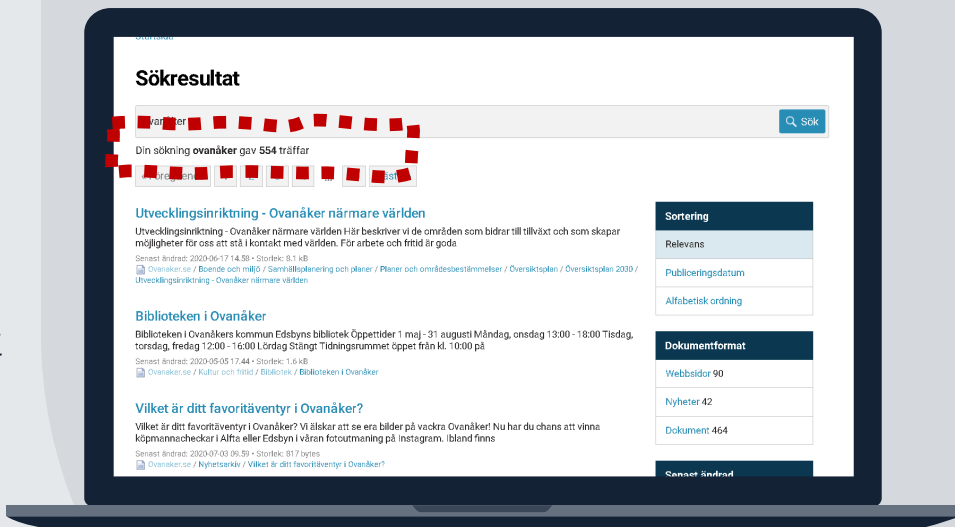 Sökresultat
Sök
Din sökning ovanåker gav 554 träffar
Utvecklingsinriktning - Ovanåker närmare världen
Utvecklingsinriktning - Ovanåker närmare världen Här beskriver vi de områden som bidrar till tillväxt och som skapar
möjligheter för oss att stå i kontakt med världen. För arbete och fritid är goda
Senast ändrad: 2020-06-17 14.58 • Storlek: 8.1 kB
Ovanaker.se / Boende och miljö / Samhällsplanering och planer / Planer och områdesbestämmelser / Översiktsplan / Översiktsplan 2030 /
Utvecklingsinriktning - Ovanåker närmare världen
Biblioteken i Ovanåker
Biblioteken i Ovanåkers kommun Edsbyns bibliotek Öppettider 1 maj - 31 augusti Måndag, onsdag 13:00 - 18:00 Tisdag,
torsdag, fredag 12:00 - 16:00 Lördag Stängt Tidningsrummet öppet från kl. 10:00 på
Senast ändrad: 2020-05-05 17.44 • Storlek: 1.6 kB
Ovanaker.se / Kultur och fritid / Bibliotek / Biblioteken i Ovanåker
Vilket är ditt favoritäventyr i Ovanåker?
Vilket är ditt favoritäventyr i Ovanåker? Vi älskar att se era bilder på vackra Ovanåker! Nu har du chans att vinna
köpmannacheckar i Alfta eller Edsbyn i våran fotoutmaning på Instagram. Ibland finns
Senast ändrad: 2020-07-03 09.59 • Storlek: 817 bytes
Ovanaker.se / Nyhetsarkiv / Vilket är ditt favoritäventyr i Ovanåker?
Sortering
Relevans
Publiceringsdatum
Alfabetisk ordning
Dokumentformat
Webbsidor 90
Nyheter 42
Dokument 464
Senast ändrad